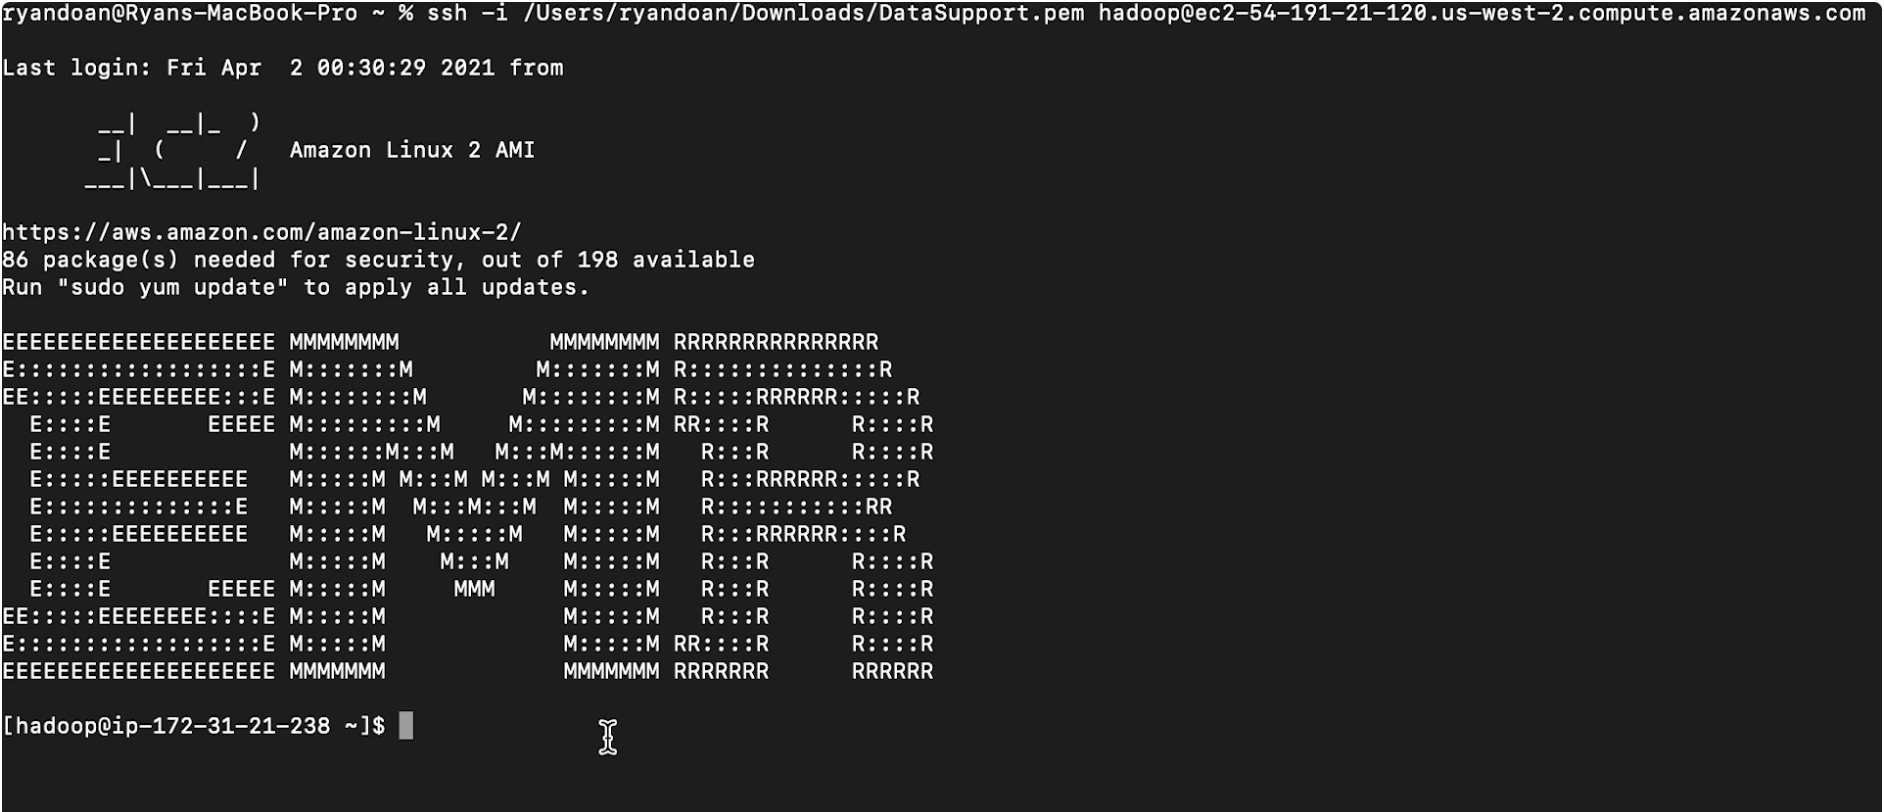 ryandoan@Ryans-MacBook-Pro ~ % ssh -i /Users/ryandoan/Downloads/DataSupport.pem hadoop@ec2-54-191-21-120.us-west-2.compute.amazonaws.com
Last login: Fri Apr  2 00:30:29 2021 from
       __|  __|_  )
       _|  (     /   Amazon Linux 2 AMI
      ___|\___|___|
https://aws.amazon.com/amazon-linux-2/
86 package(s) needed for security, out of 198 available
Run "sudo yum update" to apply all updates.
EEEEEEEEEEEEEEEEEEEE MMMMMMMM           MMMMMMMM RRRRRRRRRRRRRRR
E::::::::::::::::::E M:::::::M         M:::::::M R::::::::::::::R
EE:::::EEEEEEEEE:::E M::::::::M       M::::::::M R:::::RRRRRR:::::R
  E::::E       EEEEE M:::::::::M     M:::::::::M RR::::R      R::::R
  E::::E             M::::::M:::M   M:::M::::::M   R:::R      R::::R
  E:::::EEEEEEEEEE   M:::::M M:::M M:::M M:::::M   R:::RRRRRR:::::R
  E::::::::::::::E   M:::::M  M:::M:::M  M:::::M   R:::::::::::RR
  E:::::EEEEEEEEEE   M:::::M   M:::::M   M:::::M   R:::RRRRRR::::R
  E::::E             M:::::M    M:::M    M:::::M   R:::R      R::::R
  E::::E       EEEEE M:::::M     MMM     M:::::M   R:::R      R::::R
EE:::::EEEEEEEE::::E M:::::M             M:::::M   R:::R      R::::R
E::::::::::::::::::E M:::::M             M:::::M RR::::R      R::::R
EEEEEEEEEEEEEEEEEEEE MMMMMMM             MMMMMMM RRRRRRR      RRRRRR
[hadoop@ip-172-31-21-238 ~]$